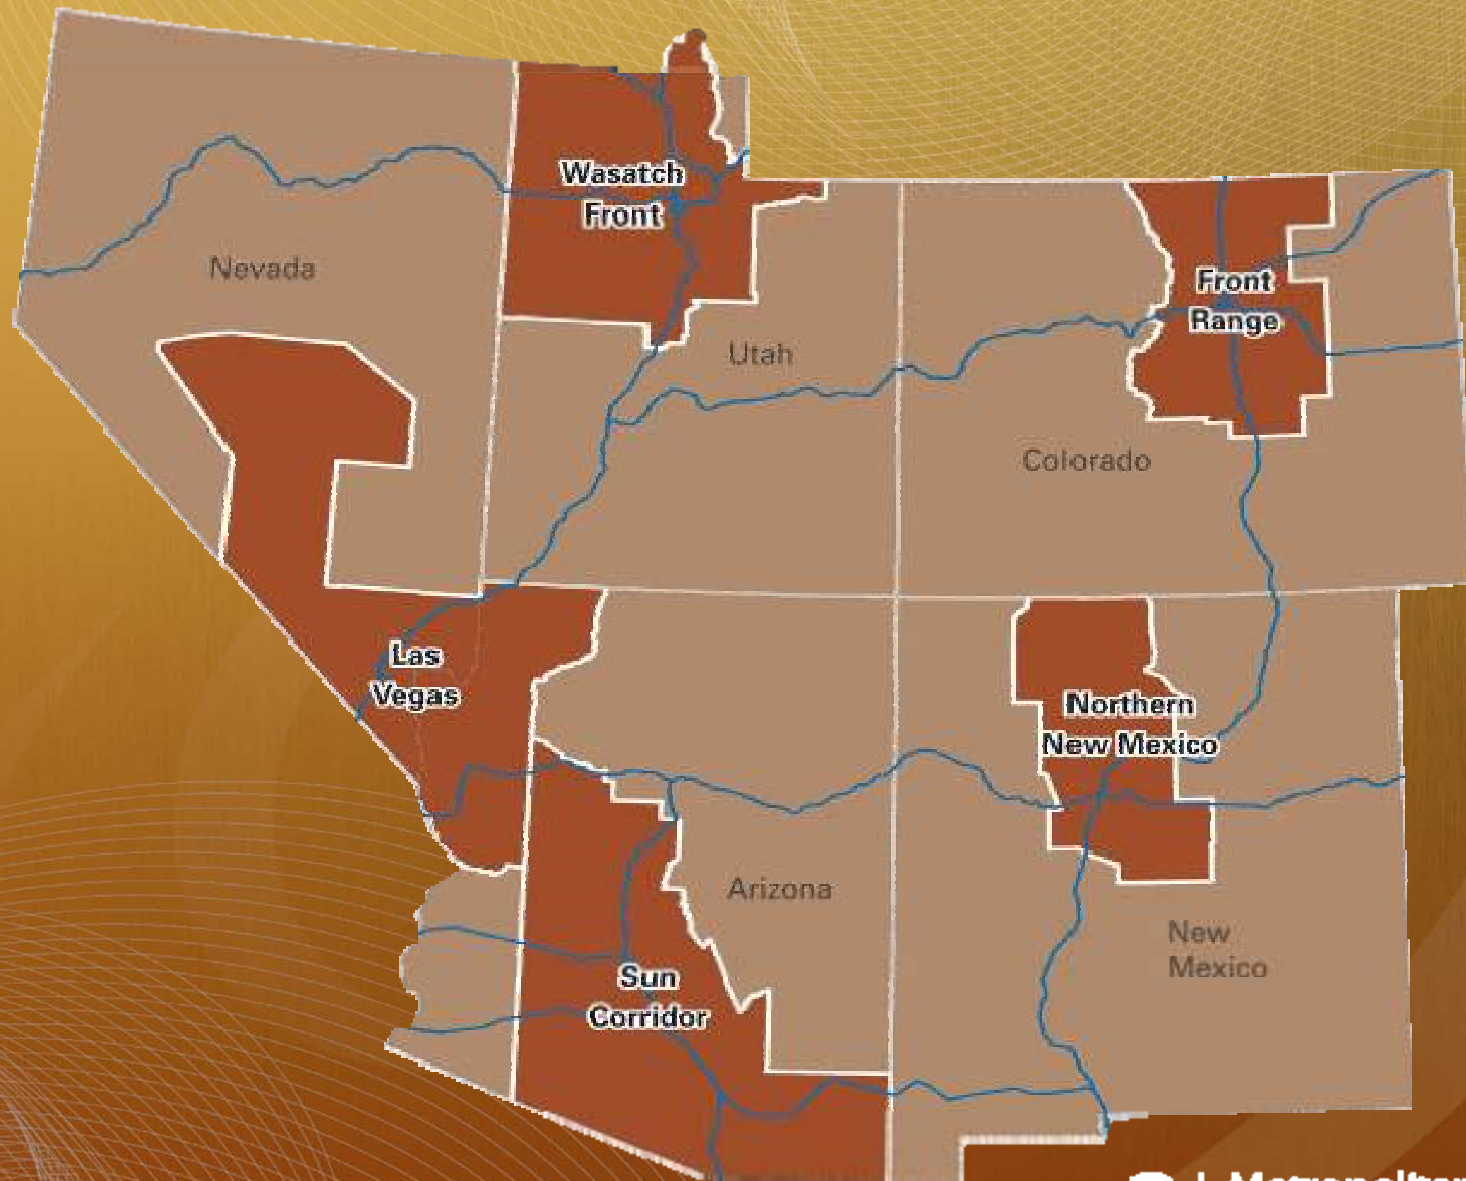 Wasatch
Front
Nevada
Front
Range
Utah
Colorado
Las
Vegas
Northern
New Mexico
Arizona
New
Mexico
Sun
Corridor